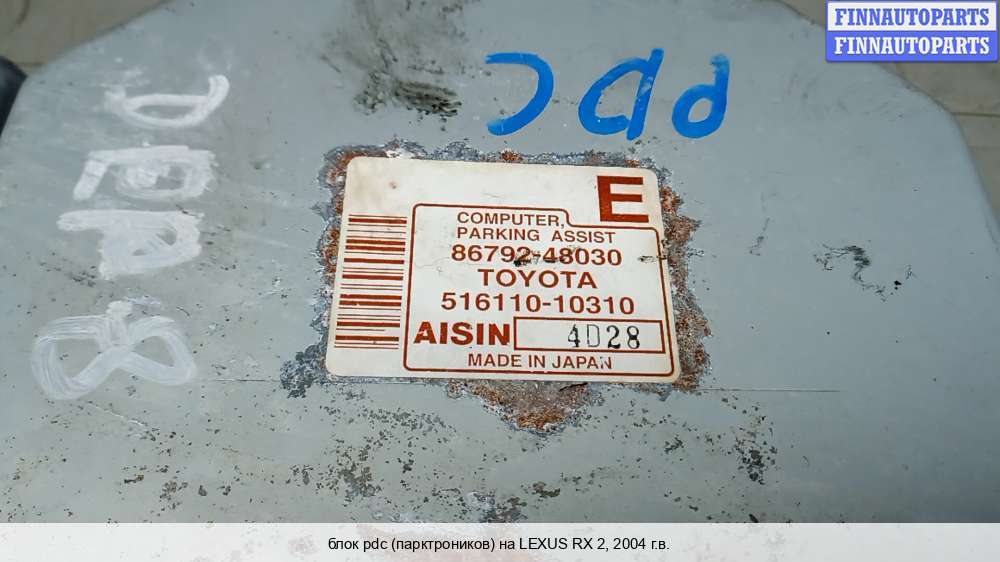 FINNAUTOPARTS
FINNAUTOPARTS
PDC
E
COMPUTER,
PARKING ASSIST
86792-48030
TOYOTA
516110-10310
AISIN 4D28
MADE IN JAPAN
блок pdc (парктроников) на LEXUS RX 2, 2004 г.в.